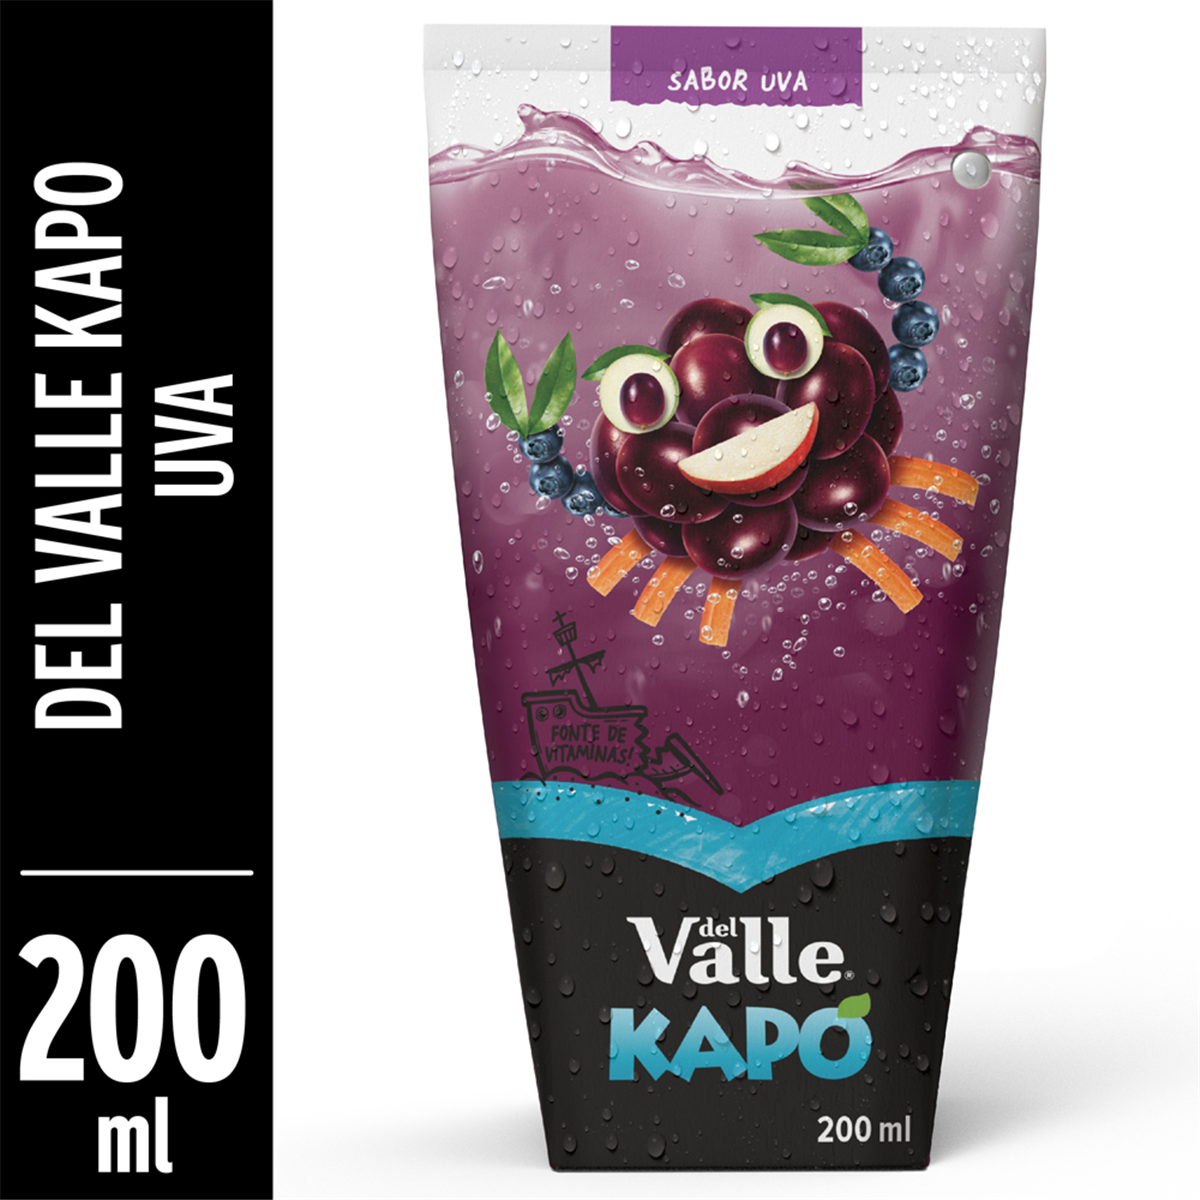 DEL VALLE KAPO
UVA
200
ml
SABOR UVA
FONTE DE
VITAMINAS!
del
Valle®
KAPO
200 ml